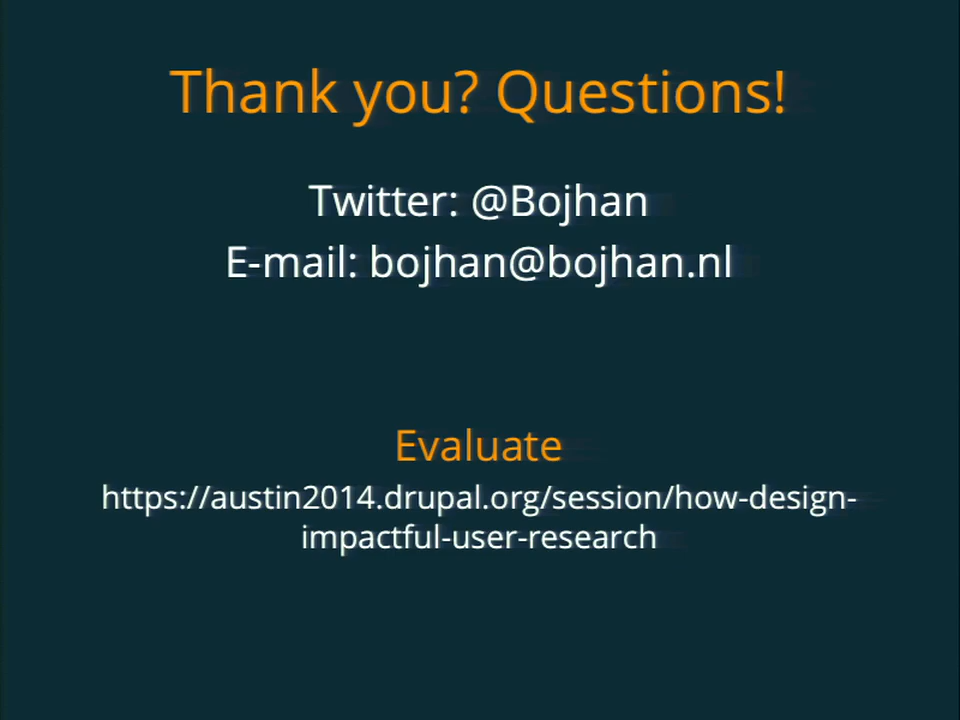 Thank you? Questions!
Twitter: @Bojhan
E-mail: bojhan@bojhan.nl
Evaluate
https://austin2014.drupal.org/session/how-design-
impactful-user-research